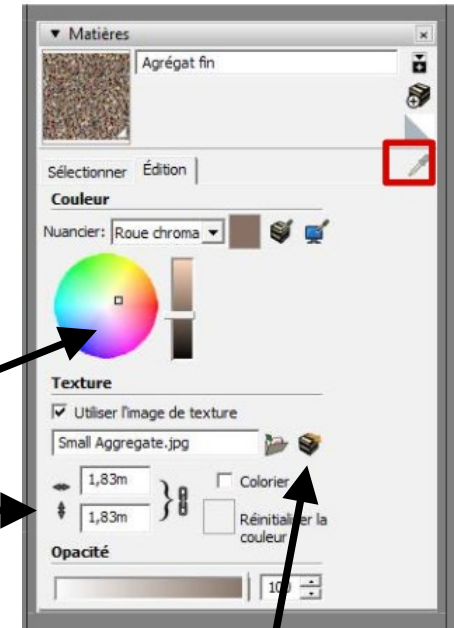 Matières
Agrégat fin
Sélectionner Édition
Couleur
Nuancier: Roue chroma
Texture
Utiliser l'image de texture
Small Aggregate.jpg
1,83m
Colorier
1,83m
Réinitialiser la
couleur
Opacité